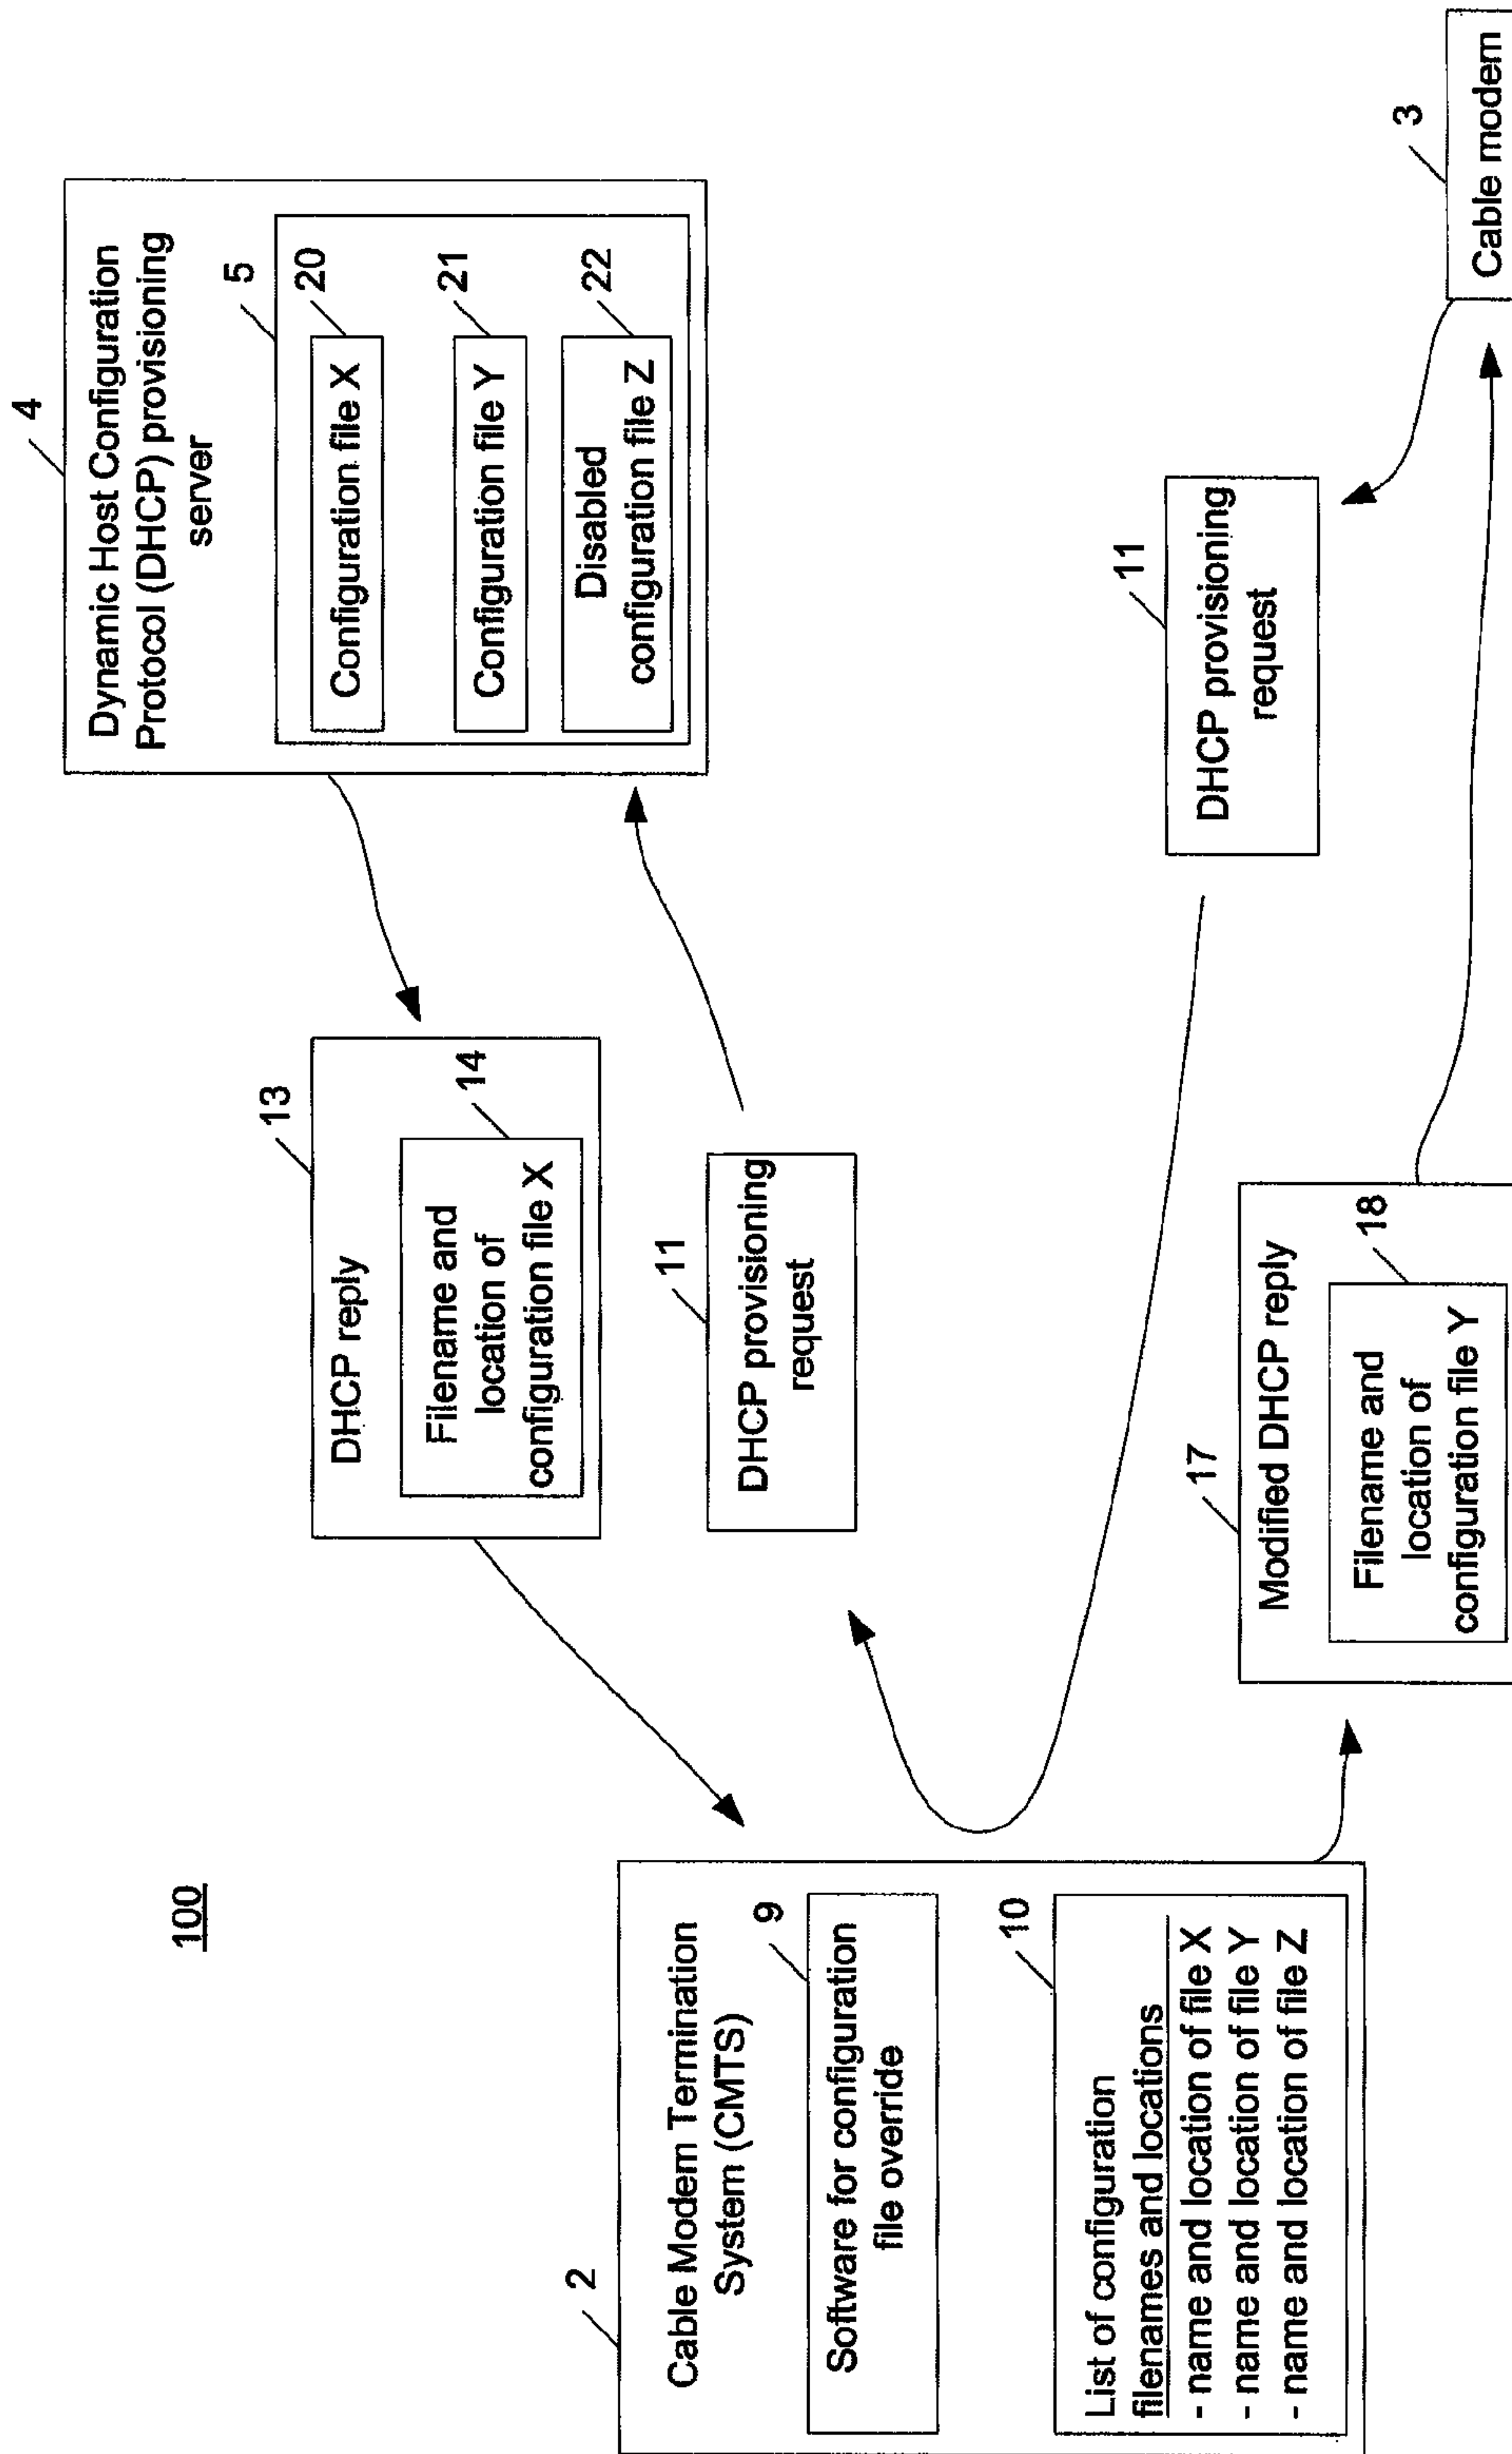 100
4
Dynamic Host Configuration
Protocol (DHCP) provisioning
server
5
20
Configuration file X
21
Configuration file Y
22
Disabled
configuration file Z
13
DHCP reply
14
Filename and
location of
configuration file X
11
DHCP provisioning
request
2
Cable Modem Termination
System (CMTS)
9
Software for configuration
file override
10
List of configuration
filenames and locations
- name and location of file X
- name and location of file Y
- name and location of file Z
11
DHCP provisioning
request
17
Modified DHCP reply
18
Filename and
location of
configuration file Y
3
Cable modem